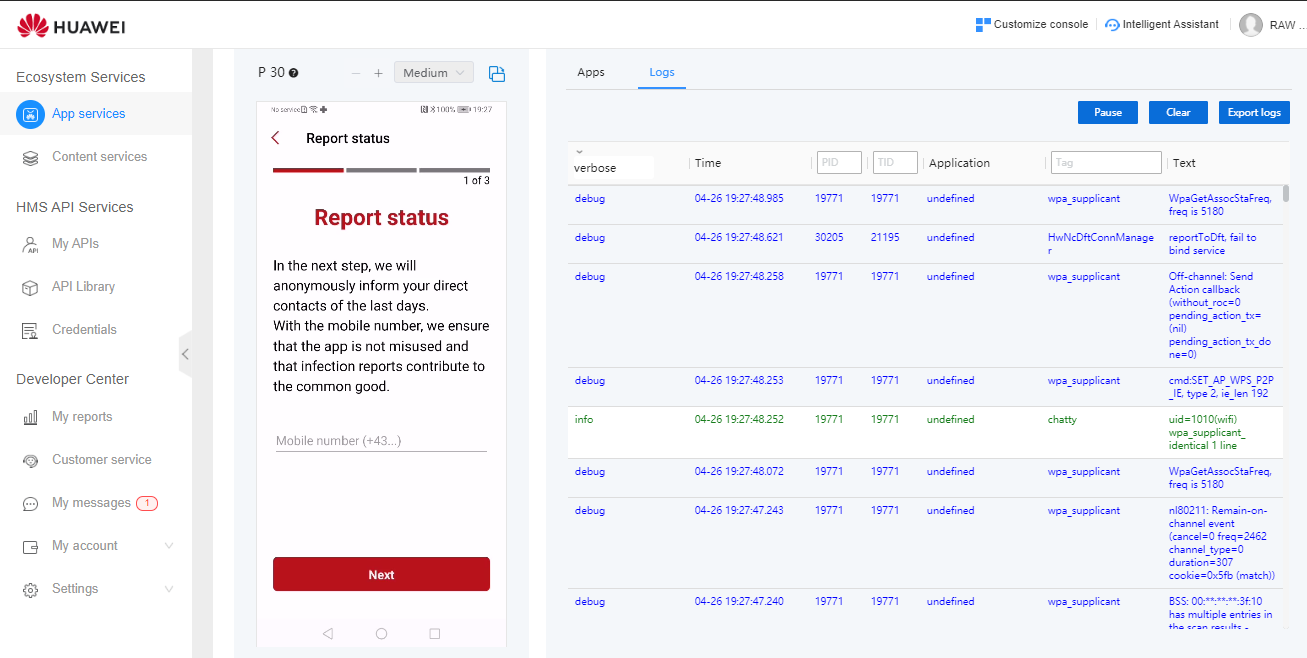 HUAWEI
Customize console
Intelligent Assistant
RAW ...
Ecosystem Services
App services
Content services
HMS API Services
My APIs
API Library
Credentials
Developer Center
My reports
Customer service
My messages 1
My account
Settings
P 30 ?
− + Medium
No service 100% 19:27
Report status
1 of 3
Report status
In the next step, we will
anonymously inform your direct
contacts of the last days.
With the mobile number, we ensure
that the app is not misused and
that infection reports contribute to
the common good.
Mobile number (+43...)
Next
Apps Logs
Pause Clear Export logs
verbose Time PID TID Application Tag Text
debug 04-26 19:27:48.985 19771 19771 undefined wpa_supplicant WpaGetAssocStaFreq,
freq is 5180
debug 04-26 19:27:48.621 30205 21195 undefined HwNcDftConnManage reportToDft, fail to
r bind service
debug 04-26 19:27:48.258 19771 19771 undefined wpa_supplicant Off-channel: Send
Action callback
(without_roc=0
pending_action_tx=
(nil)
pending_action_tx_do
ne=0)
debug 04-26 19:27:48.253 19771 19771 undefined wpa_supplicant cmd:SET_AP_WPS_P2P
_IE, type 2, ie_len 192
info 04-26 19:27:48.252 19771 19771 undefined chatty uid=1010(wifi)
wpa_supplicant_
identical 1 line
debug 04-26 19:27:48.072 19771 19771 undefined wpa_supplicant WpaGetAssocStaFreq,
freq is 5180
debug 04-26 19:27:47.243 19771 19771 undefined wpa_supplicant nl80211: Remain-on-
channel event
(cancel=0 freq=2462
channel_type=0
duration=307
cookie=0x5fb (match))
debug 04-26 19:27:47.240 19771 19771 undefined wpa_supplicant BSS: 00:**:**:**:3f:10
has multiple entries in
the scan results -